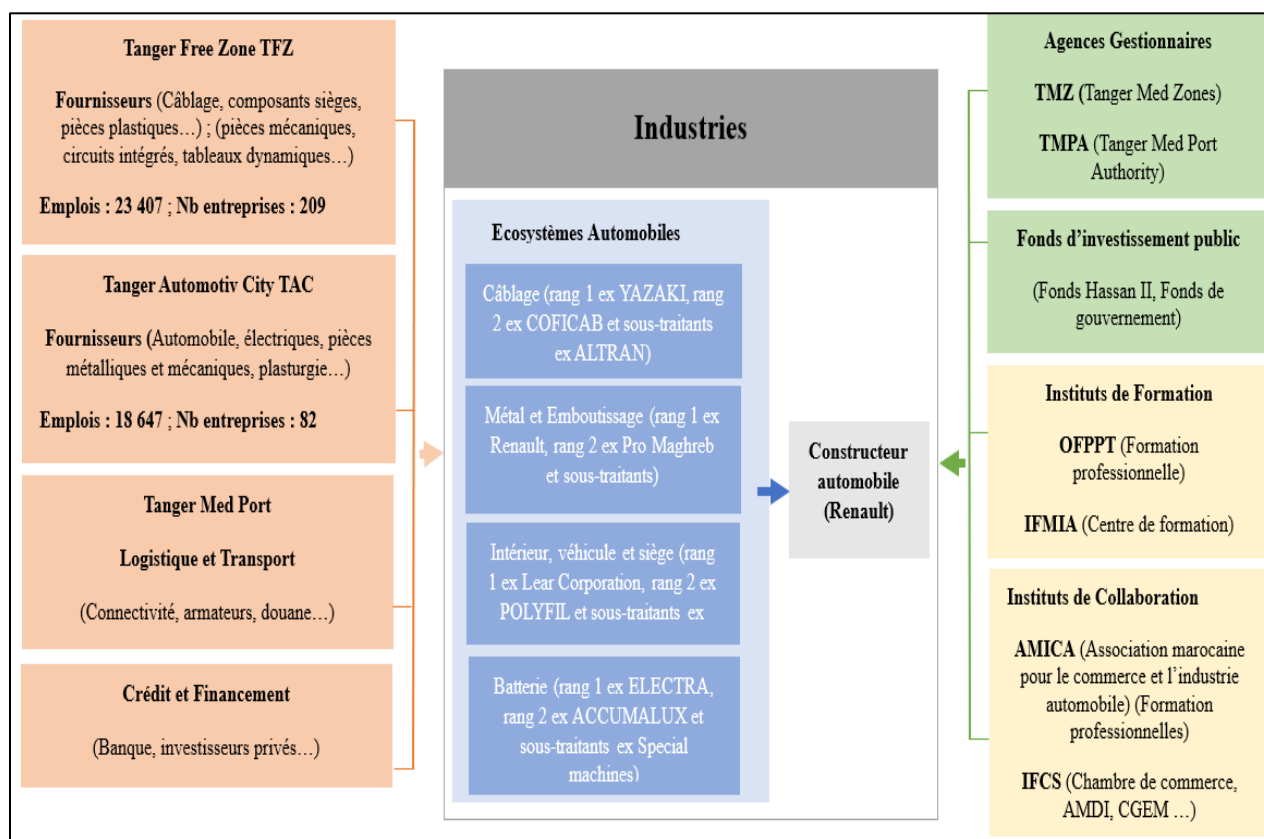 Tanger Free Zone TFZ
Fournisseurs (Câblage, composants sièges,
pièces plastiques…) ; (pièces mécaniques,
circuits intégrés, tableaux dynamiques…)
Emplois : 23 407 ; Nb entreprises : 209
Tanger Automotiv City TAC
Fournisseurs (Automobile, électriques, pièces
métalliques et mécaniques, plasturgie…)
Emplois : 18 647 ; Nb entreprises : 82
Tanger Med Port
Logistique et Transport
(Connectivité, armateurs, douane…)
Crédit et Financement
(Banque, investisseurs privés…)
Industries
Ecosystèmes Automobiles
Câblage (rang 1 ex YAZAKI, rang
2 ex COFICAB et sous-traitants
ex ALTRAN)
Métal et Emboutissage (rang 1 ex
Renault, rang 2 ex Pro Maghreb
et sous-traitants)
Intérieur, véhicule et siège (rang
1 ex Lear Corporation, rang 2 ex
POLYFIL et sous-traitants ex
Batterie (rang 1 ex ELECTRA,
rang 2 ex ACCUMALUX et
sous-traitants ex Special
machines)
Constructeur
automobile
(Renault)
Agences Gestionnaires
TMZ (Tanger Med Zones)
TMPA (Tanger Med Port
Authority)
Fonds d’investissement public
(Fonds Hassan II, Fonds de
gouvernement)
Instituts de Formation
OFPPT (Formation
professionnelle)
IFMIA (Centre de formation)
Instituts de Collaboration
AMICA (Association marocaine
pour le commerce et l’industrie
automobile) (Formation
professionnelles)
IFCS (Chambre de commerce,
AMDI, CGEM …)